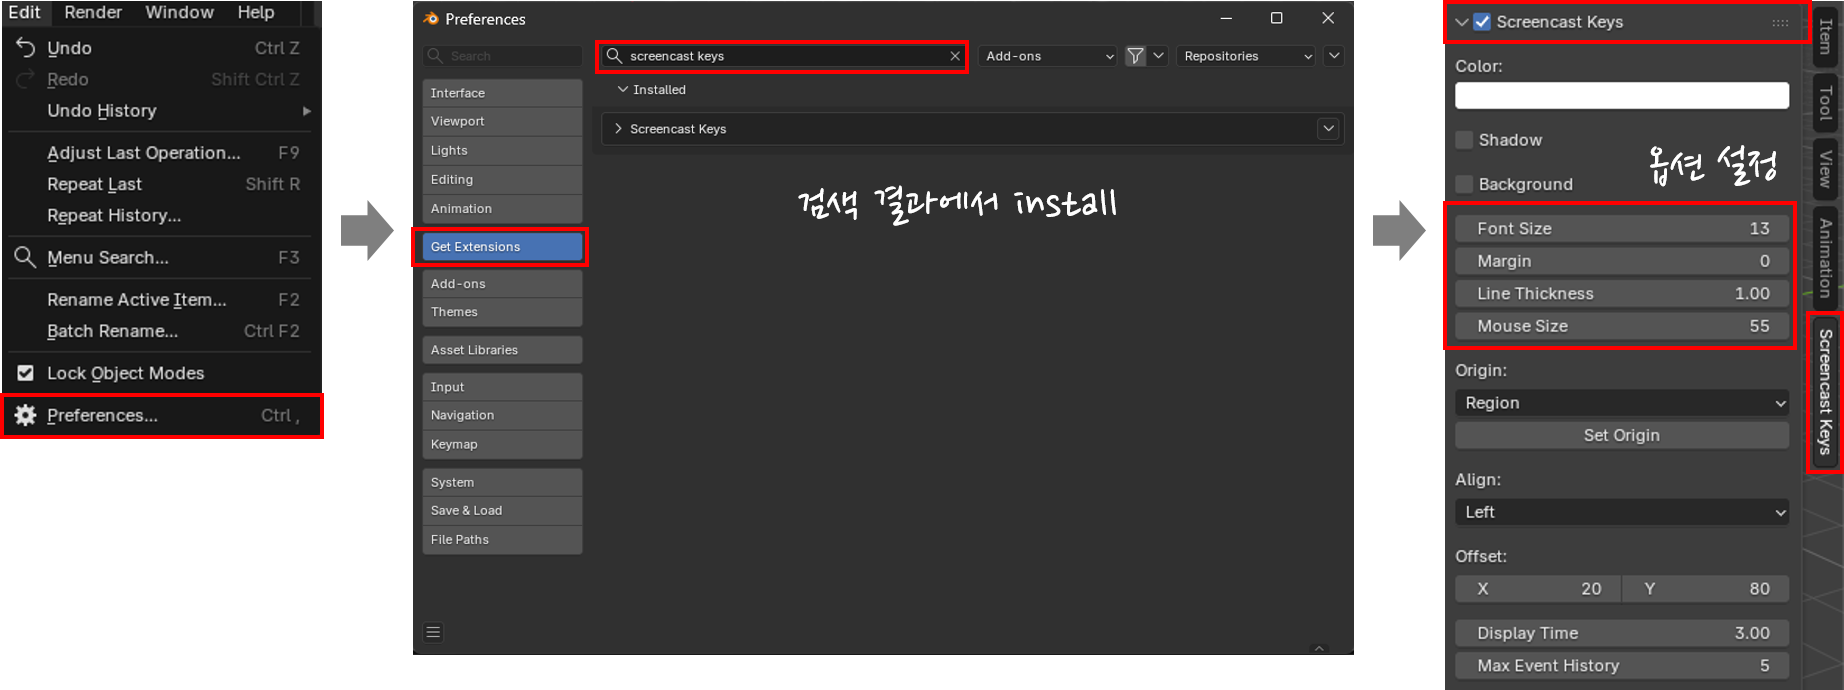 Edit Render Window Help
Undo Ctrl Z
Redo Shift Ctrl Z
Undo History
Adjust Last Operation... F9
Repeat Last Shift R
Repeat History...
Menu Search... F3
Rename Active Item... F2
Batch Rename... Ctrl F2
Lock Object Modes
Preferences... Ctrl ,
Preferences
Search
screencast keys
Add-ons
Repositories
Interface
Viewport
Lights
Editing
Animation
Get Extensions
Add-ons
Themes
Asset Libraries
Input
Navigation
Keymap
System
Save & Load
File Paths
Installed
Screencast Keys
검색 결과에서 install
Screencast Keys
Color:
Shadow
Background
옵션 설정
Font Size 13
Margin 0
Line Thickness 1.00
Mouse Size 55
Origin:
Region
Set Origin
Align:
Left
Offset:
X 20 Y 80
Display Time 3.00
Max Event History 5
Item
Tool
View
Animation
Screencast Keys